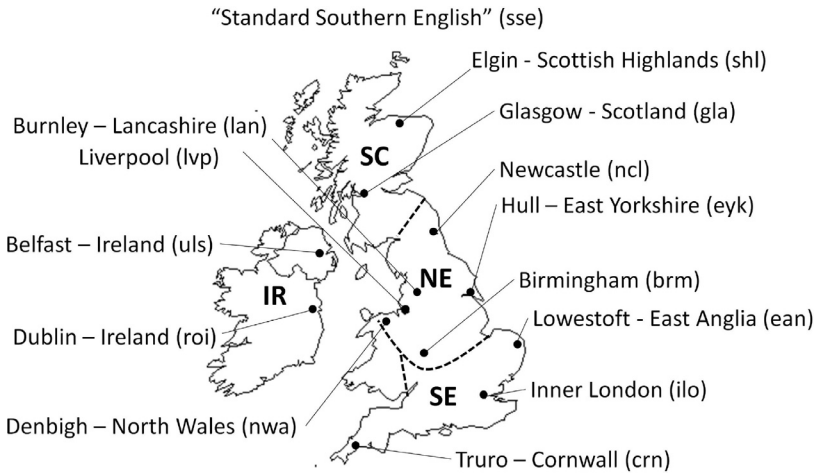 “Standard Southern English” (sse)
Elgin - Scottish Highlands (shl)
Glasgow - Scotland (gla)
Burnley – Lancashire (lan)
Liverpool (lvp)
SC
Newcastle (ncl)
Hull – East Yorkshire (eyk)
Belfast – Ireland (uls)
NE
Birmingham (brm)
IR
Lowestoft - East Anglia (ean)
Dublin – Ireland (roi)
Inner London (ilo)
SE
Denbigh – North Wales (nwa)
Truro – Cornwall (crn)